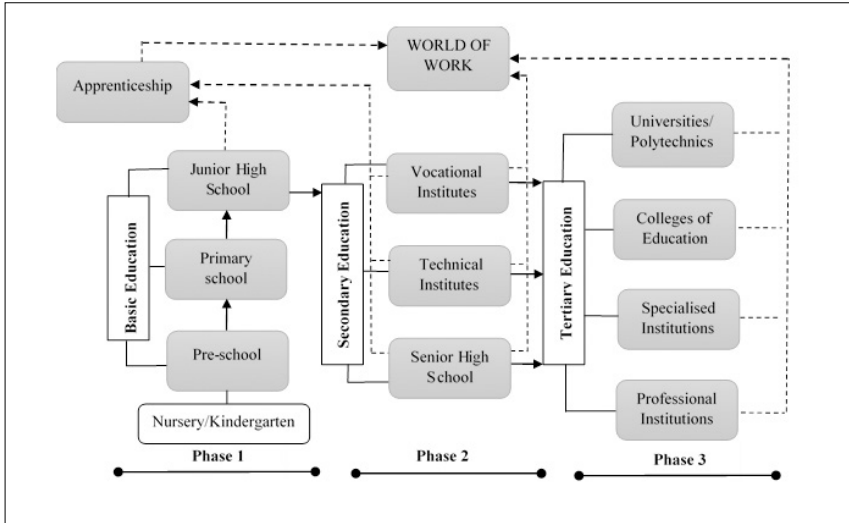 WORLD OF
WORK
Apprenticeship
Basic Education
Junior High
School
Primary
school
Pre-school
Nursery/Kindergarten
Secondary Education
Vocational
Institutes
Technical
Institutes
Senior High
School
Tertiary Education
Universities/
Polytechnics
Colleges of
Education
Specialised
Institutions
Professional
Institutions
Phase 1
Phase 2
Phase 3